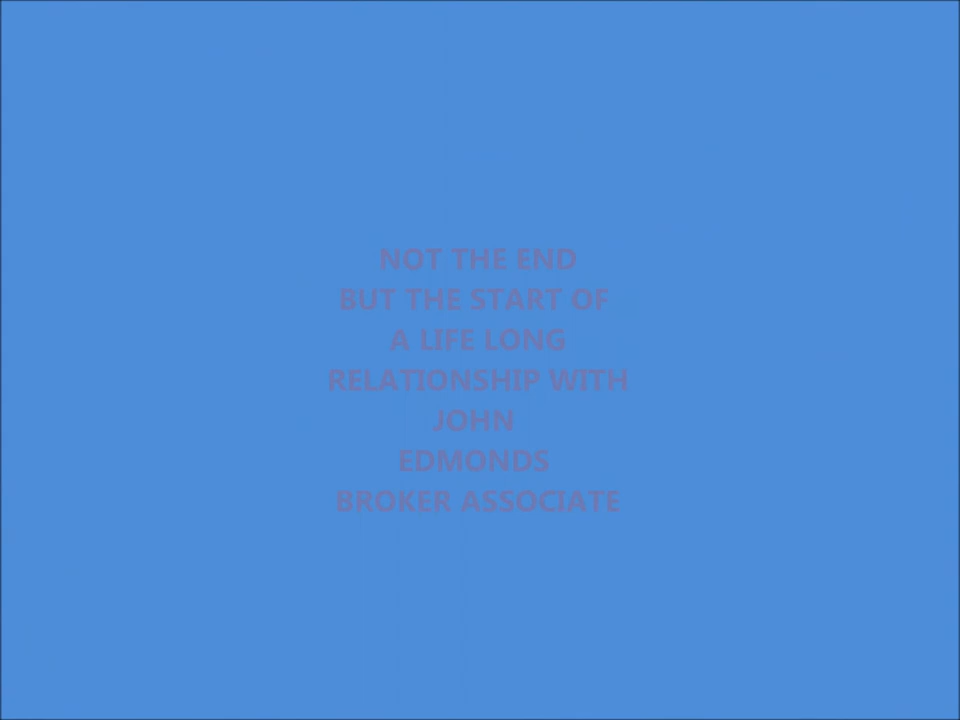 NOT THE END
BUT THE START OF
A LIFE LONG
RELATIONSHIP WITH
JOHN
EDMONDS
BROKER ASSOCIATE